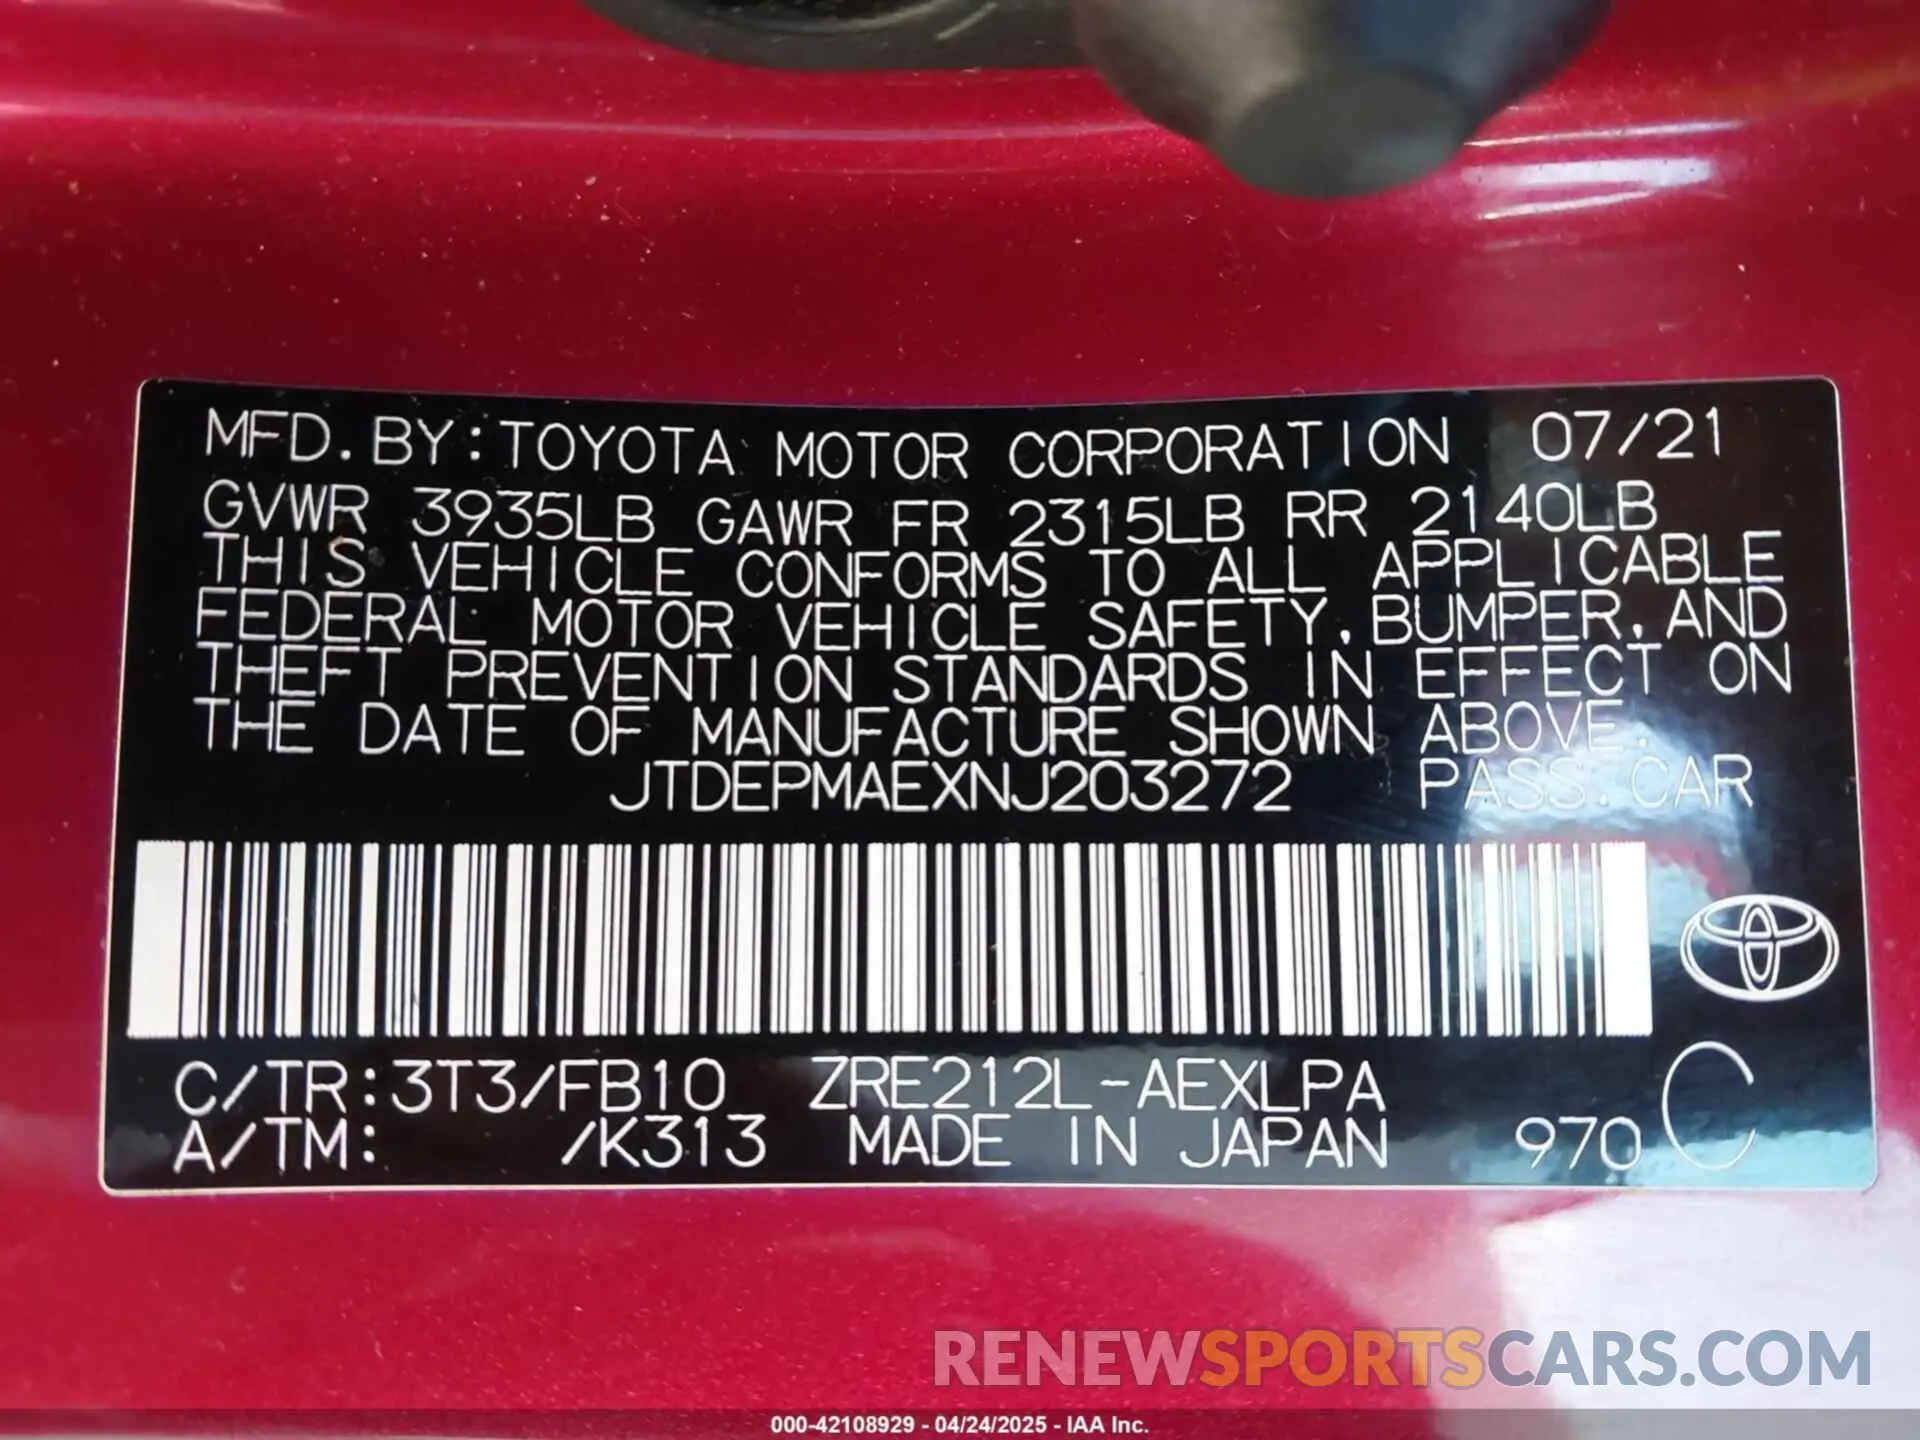 MFD. BY: TOYOTA MOTOR CORPORATION 07/21
GVWR 3935LB GAWR FR 2315LB RR 2140LB
THIS VEHICLE CONFORMS TO ALL APPLICABLE
FEDERAL MOTOR VEHICLE SAFETY, BUMPER, AND
THEFT PREVENTION STANDARDS IN EFFECT ON
THE DATE OF MANUFACTURE SHOWN ABOVE.
JTDEPMAEXNJ203272 PASS. CAR
C/TR: 3T3/FB10 ZRE212L-AEXLPA
A/TM: /K313 MADE IN JAPAN 970 C
RENEWSPORTSCARS.COM
000-42108929 - 04/24/2025 - IAA Inc.